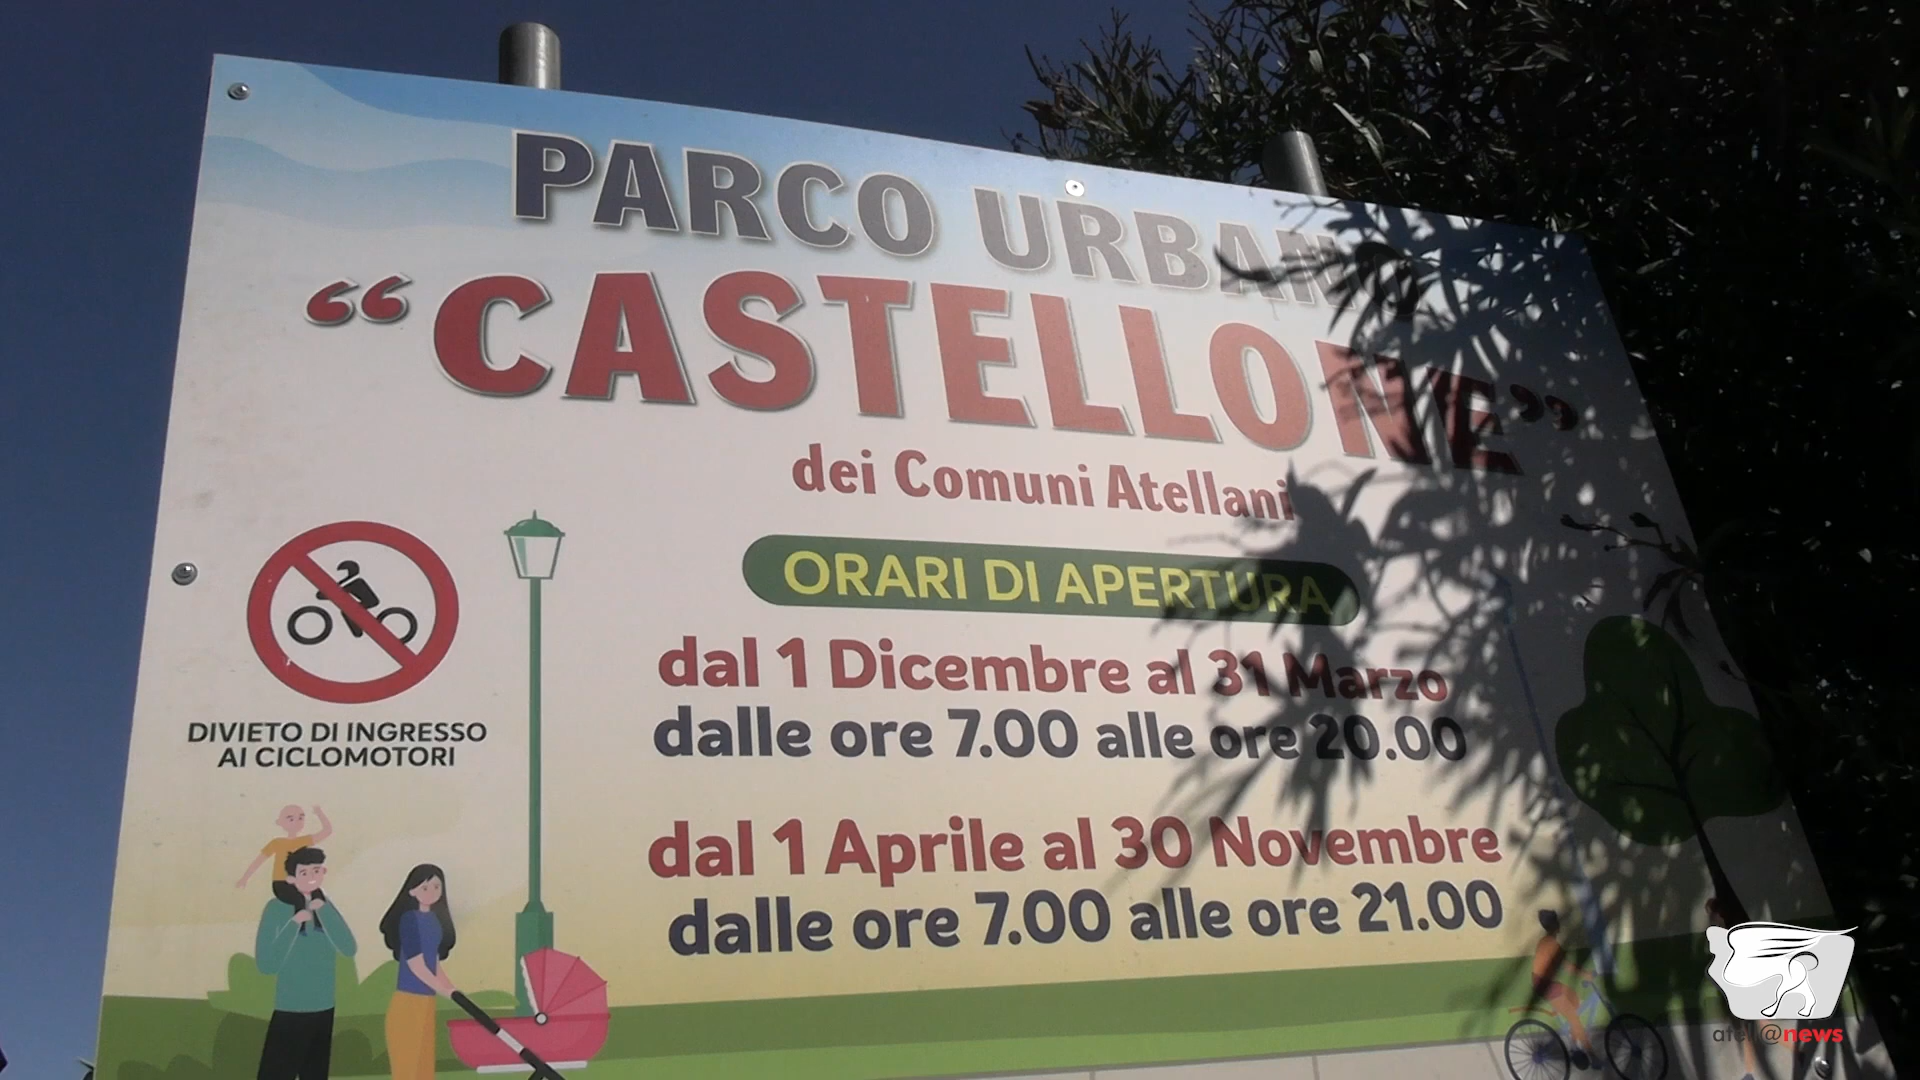 PARCO URBANO
“CASTELLONE”
dei Comuni Atellani
ORARI DI APERTURA
dal 1 Dicembre al 31 Marzo
dalle ore 7.00 alle ore 20.00
dal 1 Aprile al 30 Novembre
dalle ore 7.00 alle ore 21.00
DIVIETO DI INGRESSO
AI CICLOMOTORI
atell@news